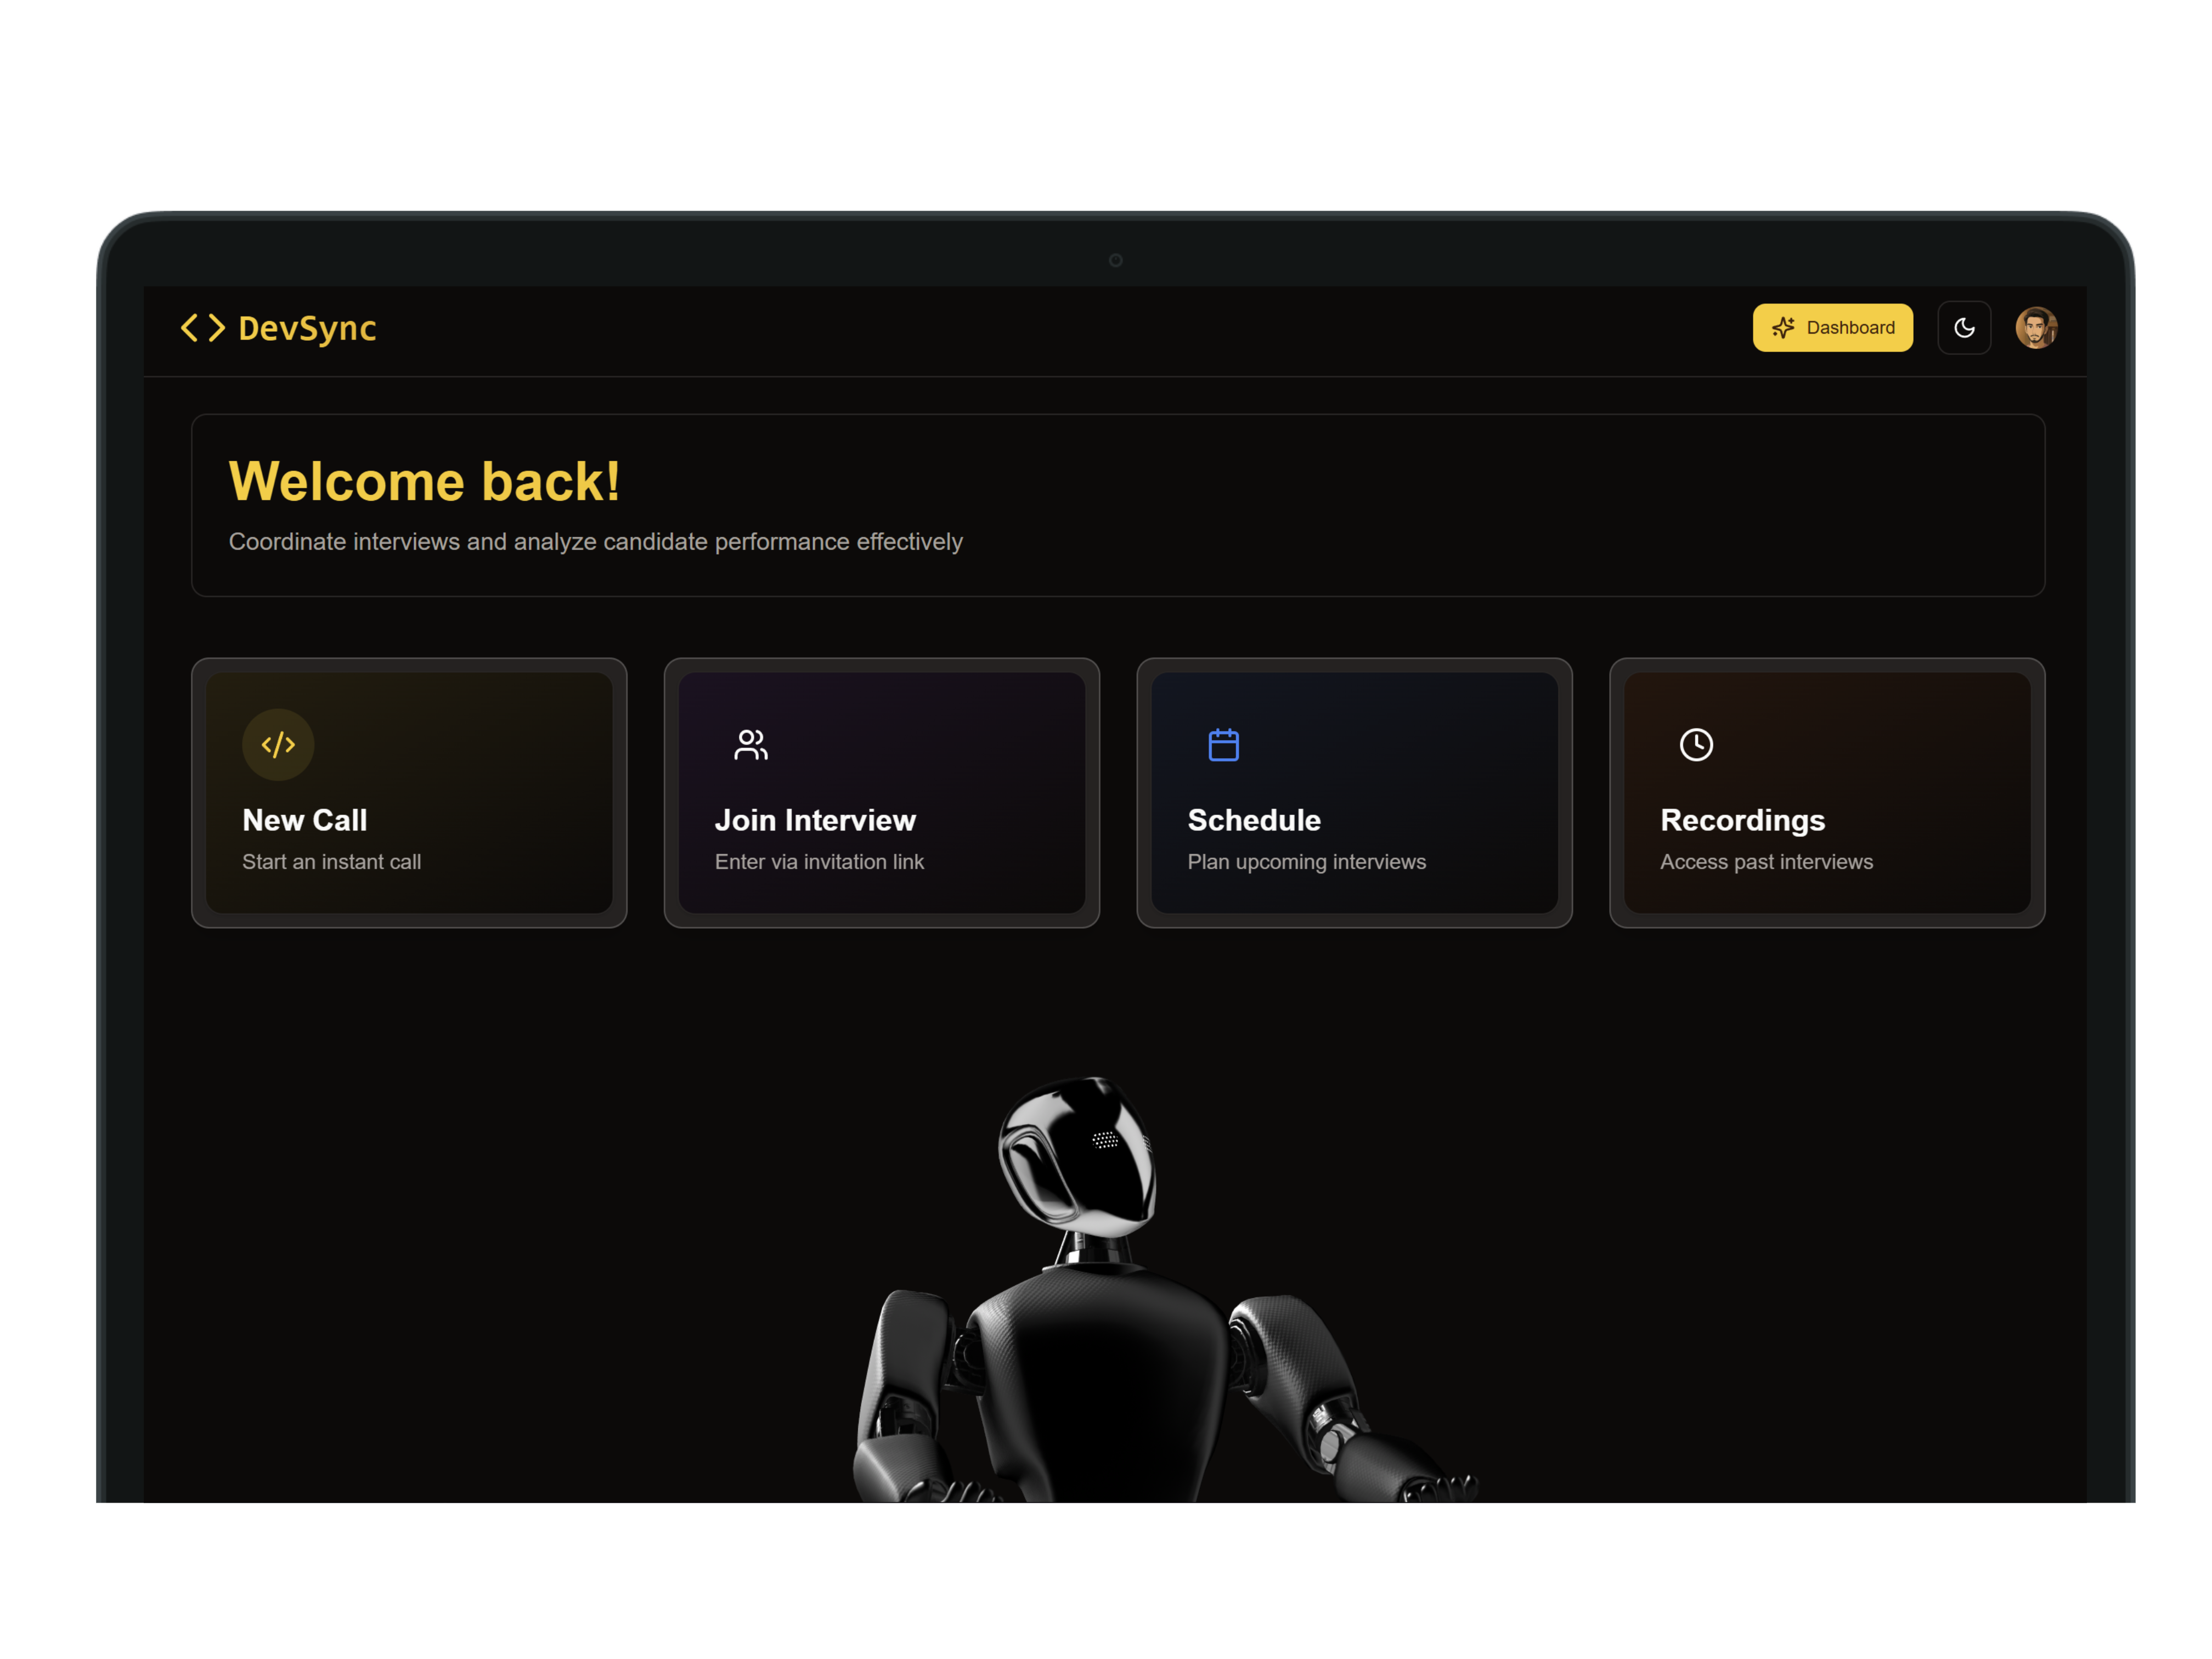 DevSync
Dashboard
Welcome back!
Coordinate interviews and analyze candidate performance effectively
New Call
Start an instant call
Join Interview
Enter via invitation link
Schedule
Plan upcoming interviews
Recordings
Access past interviews